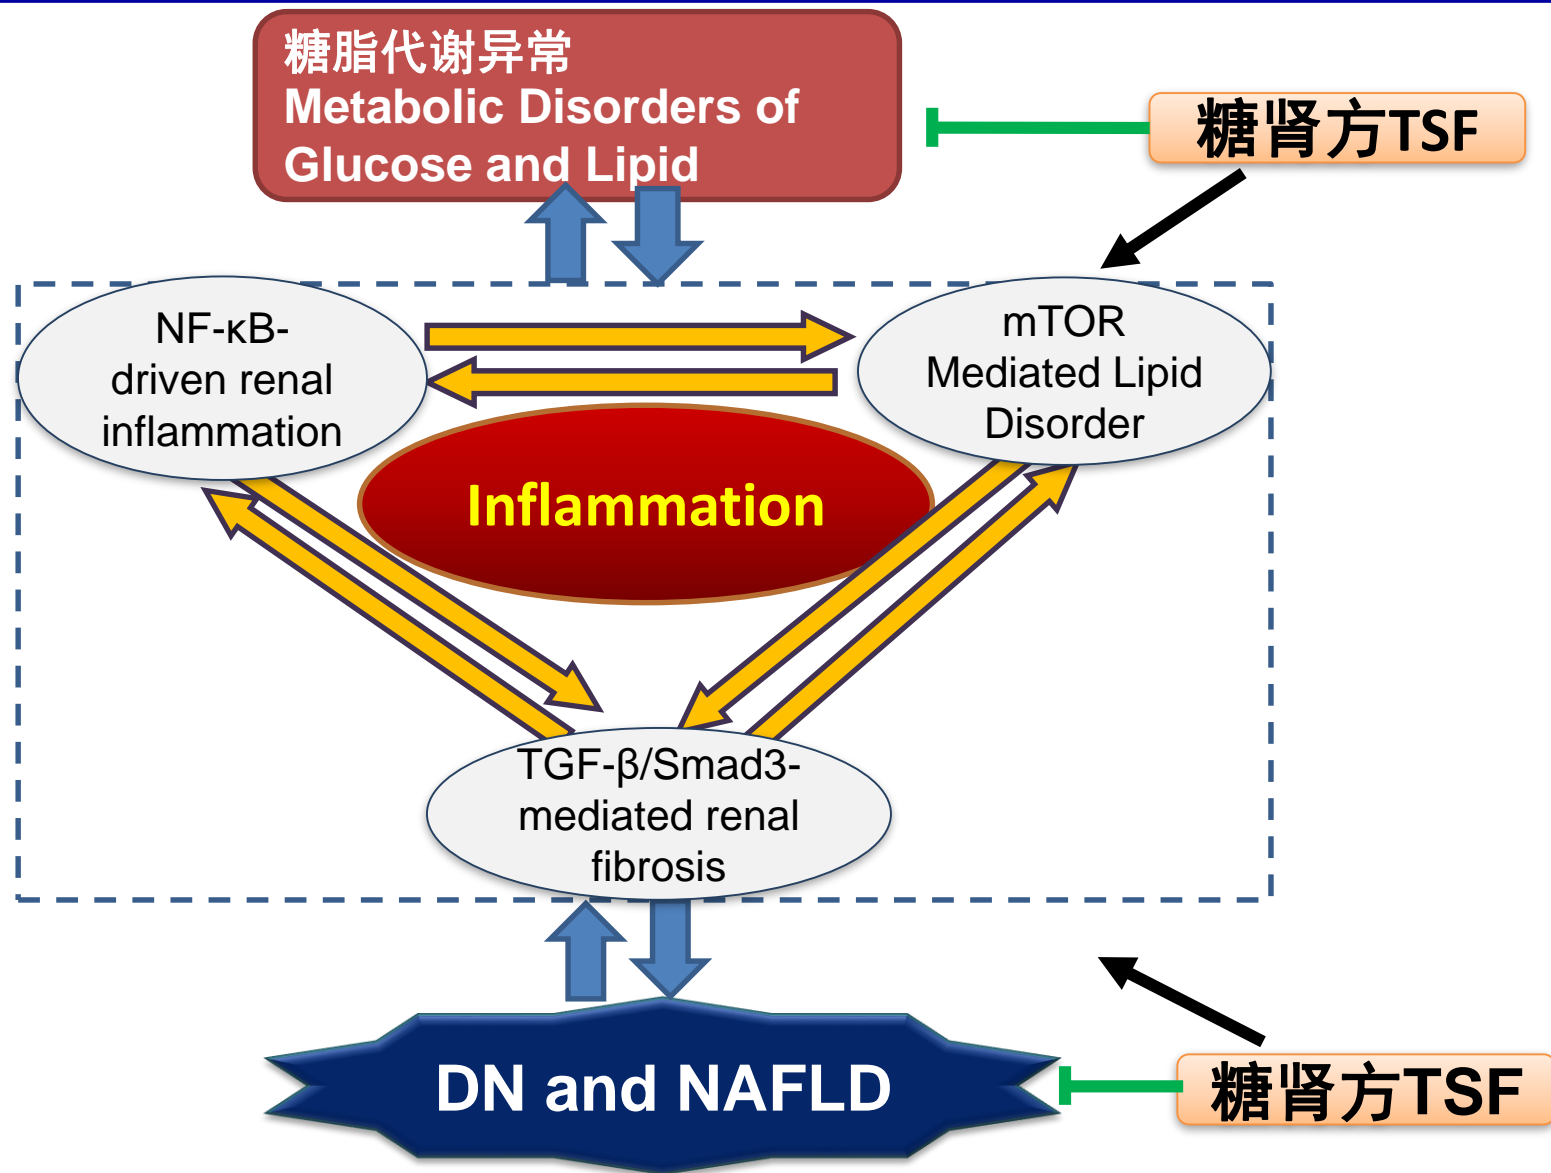 糖脂代谢异常
Metabolic Disorders of
Glucose and Lipid
糖肾方TSF
NF-κB-
driven renal
inflammation
mTOR
Mediated Lipid
Disorder
Inflammation
TGF-β/Smad3-
mediated renal
fibrosis
DN and NAFLD
糖肾方TSF